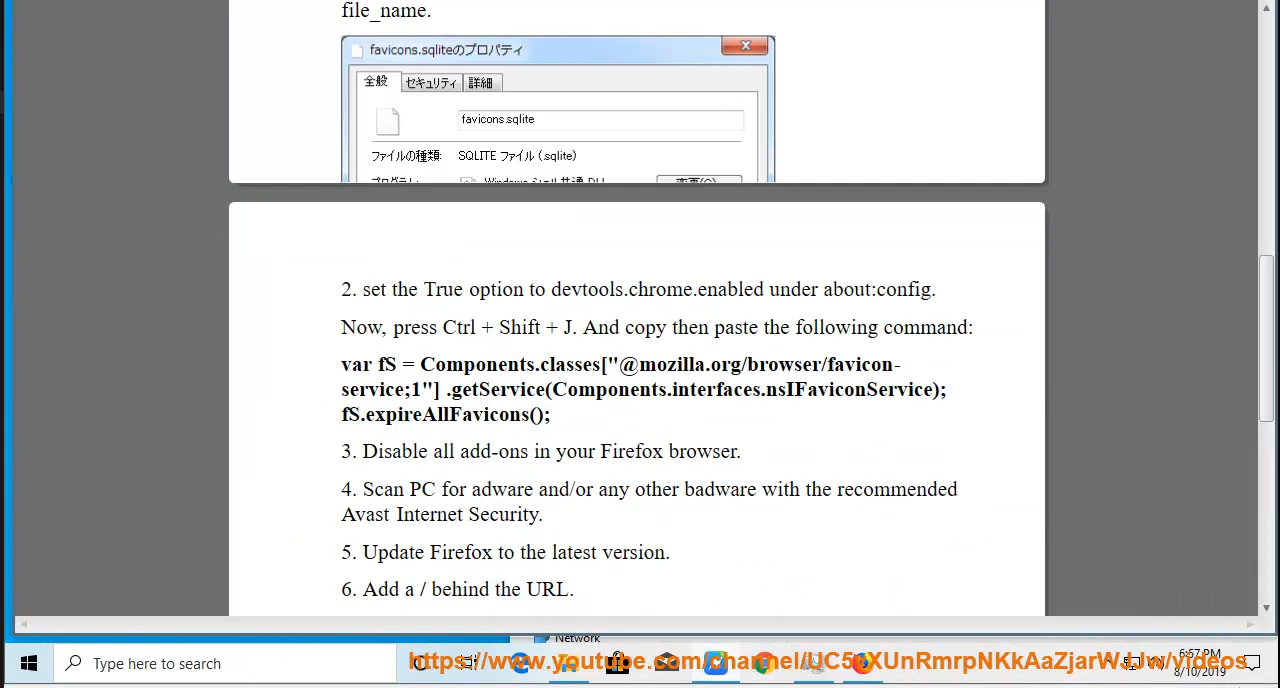 file_name.
favicons.sqliteのプロパティ
全般 セキュリティ 詳細
favicons.sqlite
ファイルの種類: SQLITE ファイル (.sqlite)
2. set the True option to devtools.chrome.enabled under about:config.
Now, press Ctrl + Shift + J. And copy then paste the following command:
var fS = Components.classes["@mozilla.org/browser/favicon-
service;1"] .getService(Components.interfaces.nsIFaviconService);
fS.expireAllFavicons();
3. Disable all add-ons in your Firefox browser.
4. Scan PC for adware and/or any other badware with the recommended
Avast Internet Security.
5. Update Firefox to the latest version.
6. Add a / behind the URL.
Network
Type here to search
6:57 PM
8/10/2019